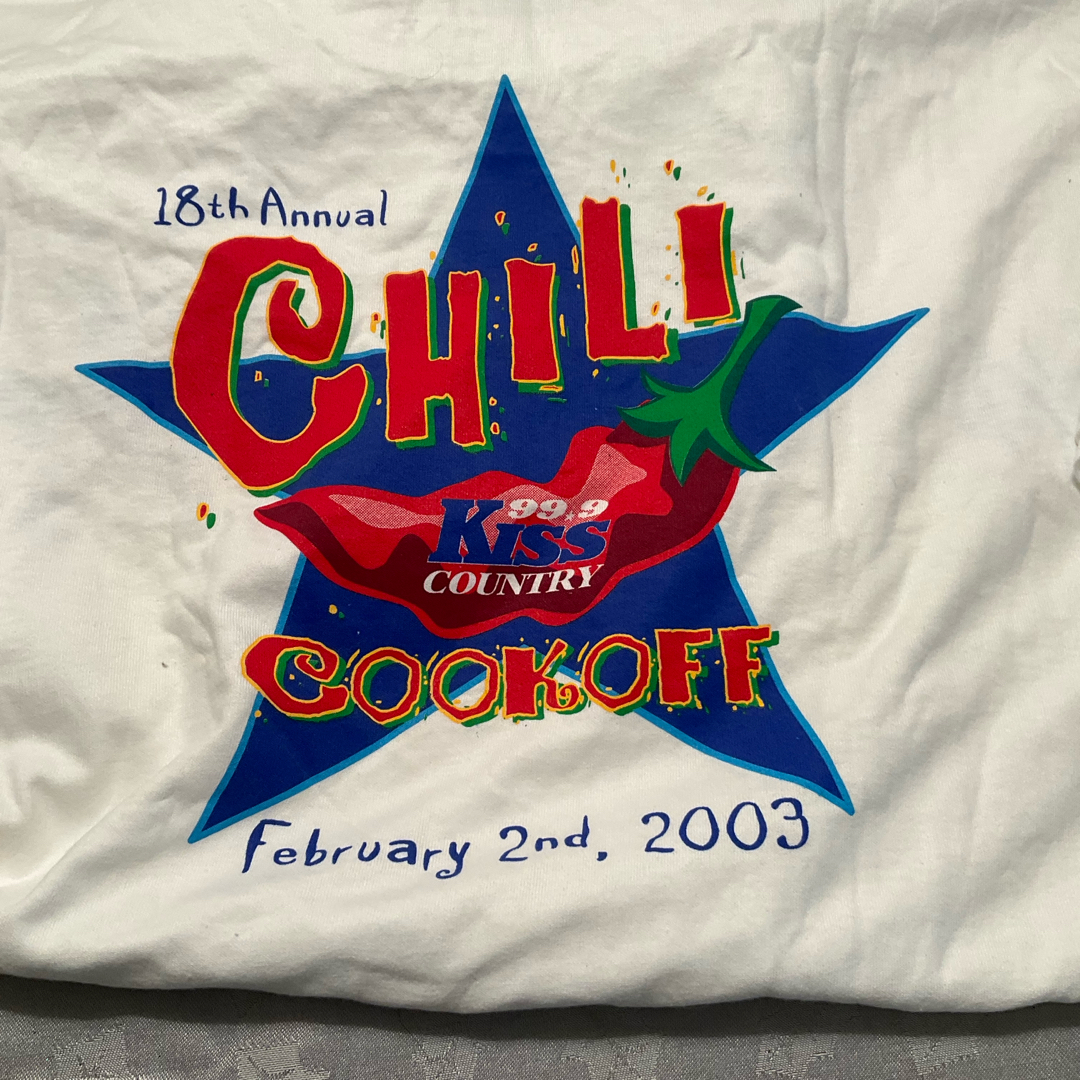 18th Annual
CHILI
99.9
KISS
COUNTRY
COOKOFF
February 2nd, 2003